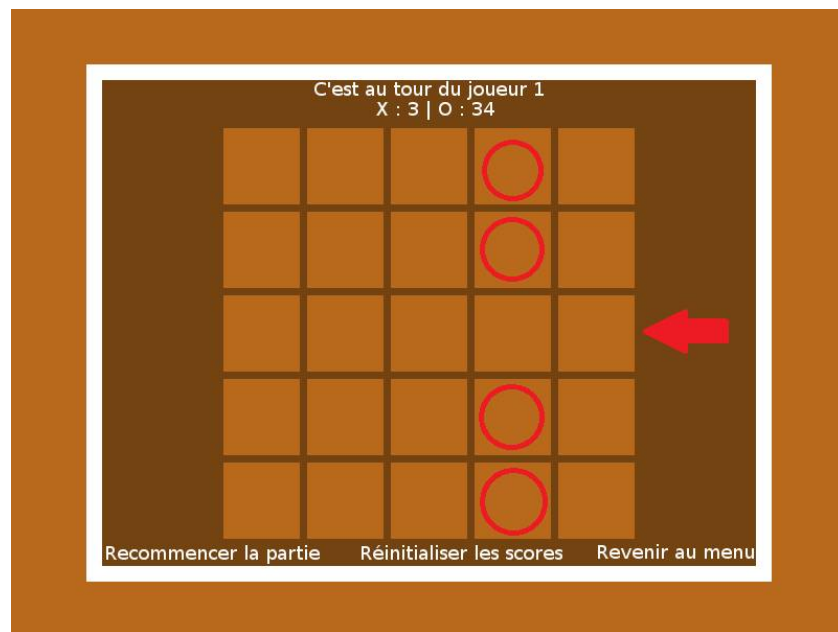 C'est au tour du joueur 1
X : 3 | O : 34
Recommencer la partie
Réinitialiser les scores
Revenir au menu